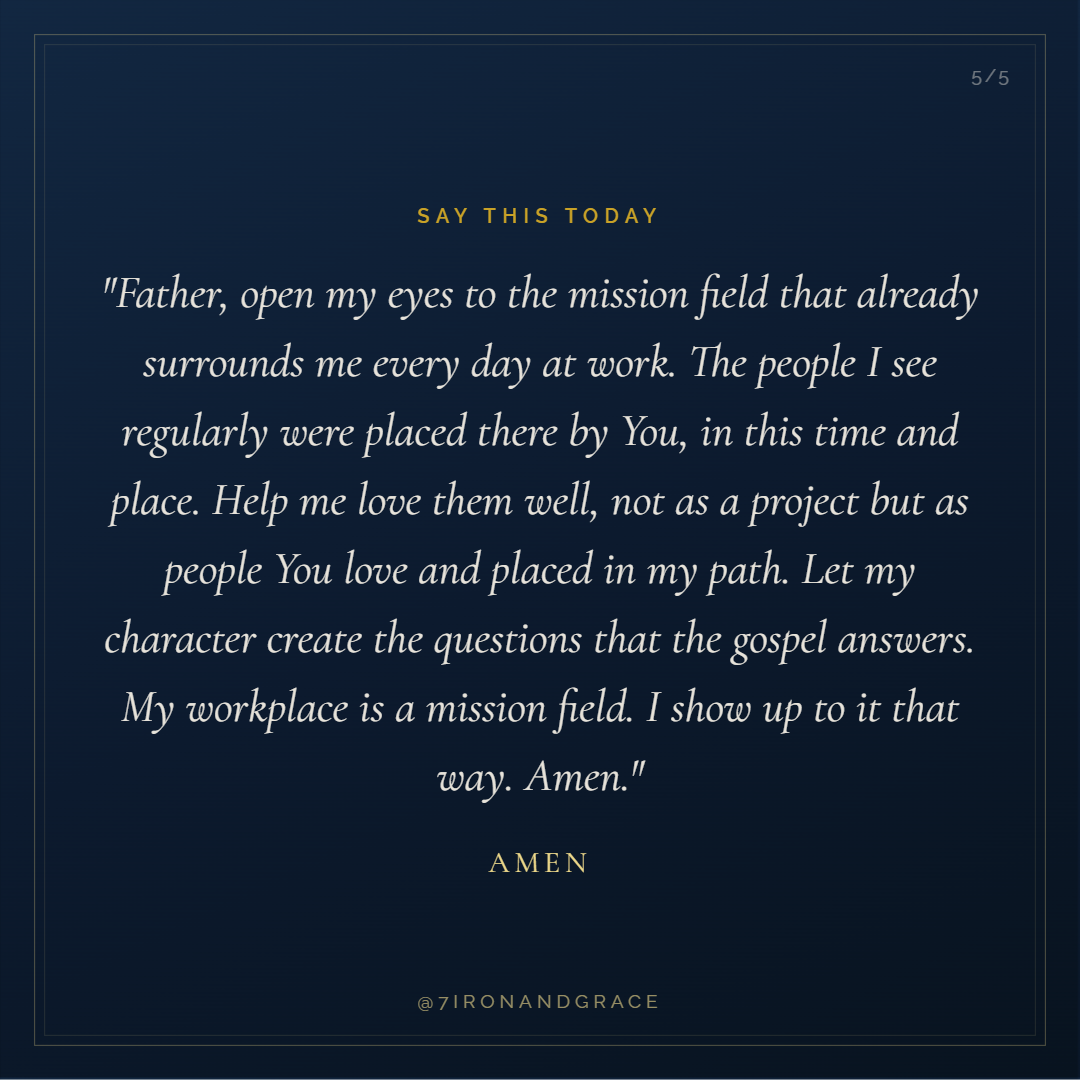 5/5
SAY THIS TODAY
"Father, open my eyes to the mission field that already
surrounds me every day at work. The people I see
regularly were placed there by You, in this time and
place. Help me love them well, not as a project but as
people You love and placed in my path. Let my
character create the questions that the gospel answers.
My workplace is a mission field. I show up to it that
way. Amen."
AMEN
@7IRONANDGRACE